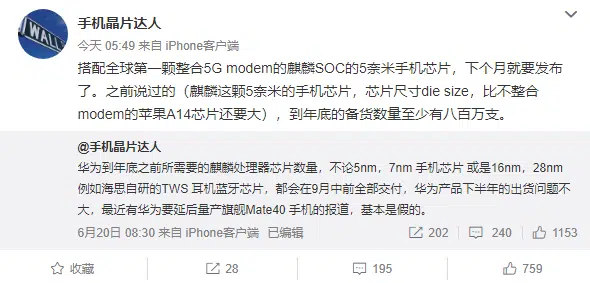 WALL
手机晶片达人
今天 05:49 来自 iPhone客户端
搭配全球第一颗整合5G modem的麒麟SOC的5奈米手机芯片，下个月就要发布
了。之前说过的（麒麟这颗5奈米的手机芯片，芯片尺寸die size，比不整合
modem的苹果A14芯片还要大），到年底的备货数量至少有八百万支。
@手机晶片达人
华为到年底之前所需要的麒麟处理器芯片数量，不论5nm，7nm 手机芯片 或是16nm，28nm
例如海思自研的TWS 耳机蓝牙芯片，都会在9月中前全部交付，华为产品下半年的出货问题不
大，最近有华为要延后量产旗舰Mate40 手机的报道，基本是假的。
6月20日 08:30 来自 iPhone客户端 已编辑 202 240 1153
收藏 28 195 759